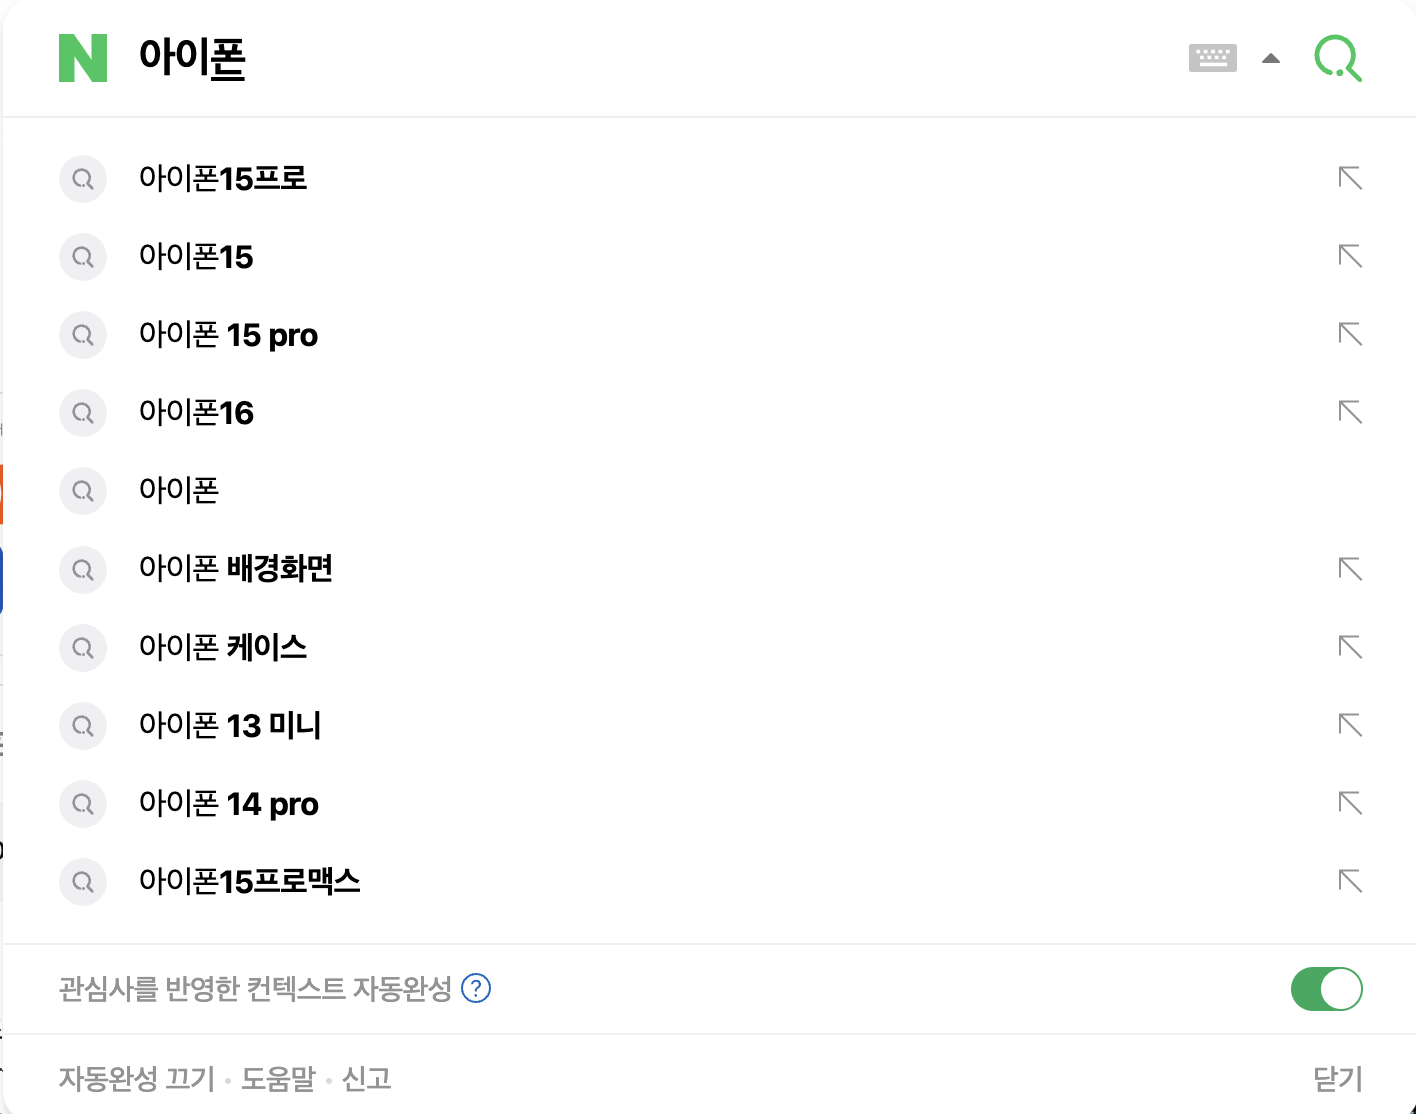 N 아이폰
아이폰15프로
아이폰15
아이폰 15 pro
아이폰16
아이폰
아이폰 배경화면
아이폰 케이스
아이폰 13 미니
아이폰 14 pro
아이폰15프로맥스
관심사를 반영한 컨텍스트 자동완성 ?
자동완성 끄기 · 도움말 · 신고 닫기